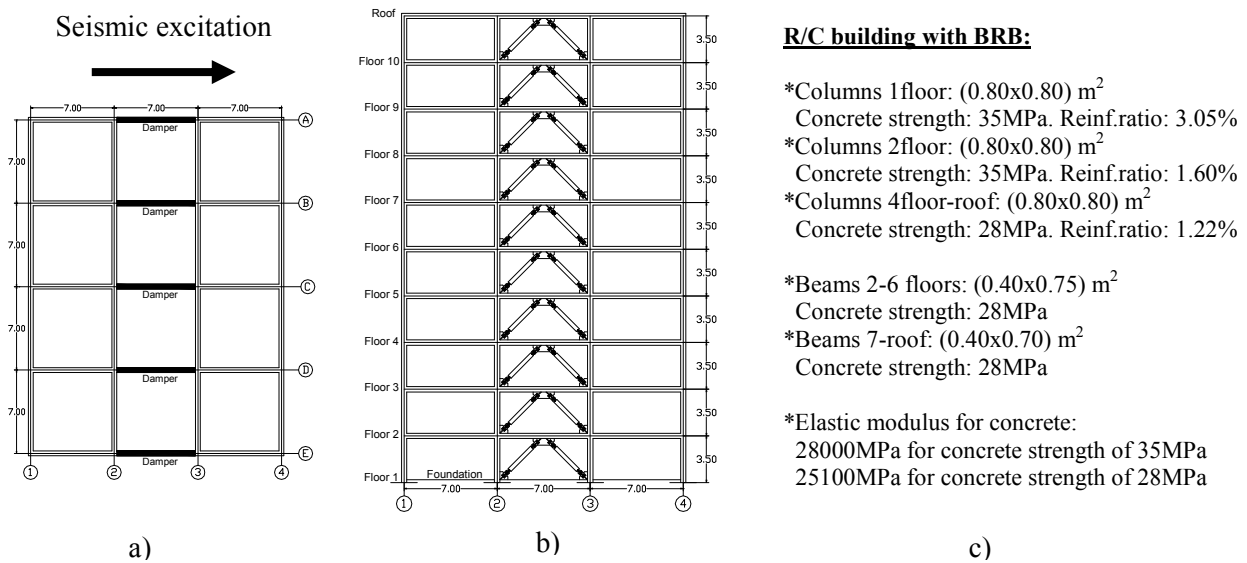 Seismic excitation
7.00 7.00 7.00
Damper
A
7.00
Damper
B
7.00
Damper
C
7.00
Damper
D
7.00
Damper
E
1 2 3 4
a)
Roof
3.50
Floor 10
3.50
Floor 9
3.50
Floor 8
3.50
Floor 7
3.50
Floor 6
3.50
Floor 5
3.50
Floor 4
3.50
Floor 3
3.50
Floor 2
3.50
Floor 1
Foundation
7.00 7.00 7.00
1 2 3 4
b)
R/C building with BRB:
*Columns 1floor: (0.80x0.80) m2
Concrete strength: 35MPa. Reinf.ratio: 3.05%
*Columns 2floor: (0.80x0.80) m2
Concrete strength: 35MPa. Reinf.ratio: 1.60%
*Columns 4floor-roof: (0.80x0.80) m2
Concrete strength: 28MPa. Reinf.ratio: 1.22%
*Beams 2-6 floors: (0.40x0.75) m2
Concrete strength: 28MPa
*Beams 7-roof: (0.40x0.70) m2
Concrete strength: 28MPa
*Elastic modulus for concrete:
28000MPa for concrete strength of 35MPa
25100MPa for concrete strength of 28MPa
c)